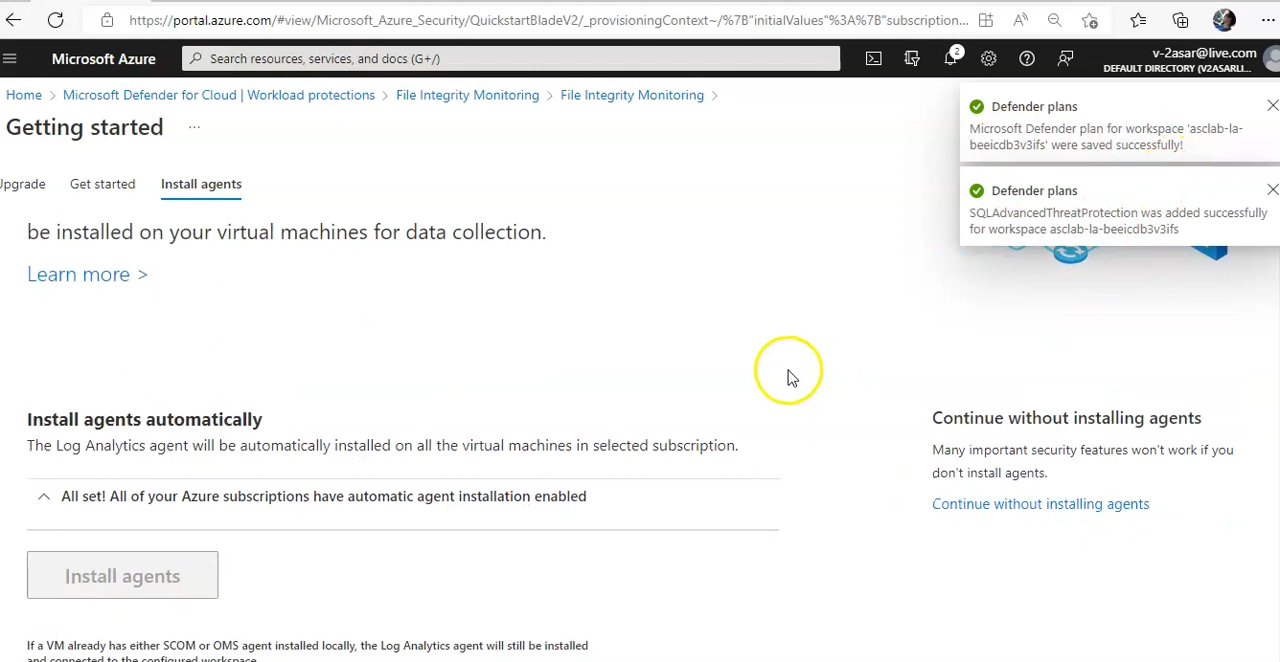 https://portal.azure.com/#view/Microsoft_Azure_Security/QuickstartBladeV2/_provisioningContext~/%7B"initialValues"%3A%7B"subscription...
Microsoft Azure
Search resources, services, and docs (G+/)
2
v-2asar@live.com
DEFAULT DIRECTORY (V2ASARLI...
Home > Microsoft Defender for Cloud | Workload protections > File Integrity Monitoring > File Integrity Monitoring >
Getting started ...
Defender plans
Microsoft Defender plan for workspace 'asclab-la-
beeicdb3v3ifs' were saved successfully!
Defender plans
SQLAdvancedThreatProtection was added successfully
for workspace asclab-la-beeicdb3v3ifs
Upgrade Get started Install agents
be installed on your virtual machines for data collection.
Learn more >
Install agents automatically
The Log Analytics agent will be automatically installed on all the virtual machines in selected subscription.
All set! All of your Azure subscriptions have automatic agent installation enabled
Install agents
If a VM already has either SCOM or OMS agent installed locally, the Log Analytics agent will still be installed
and connected to the configured workspace.
Continue without installing agents
Many important security features won't work if you
don't install agents.
Continue without installing agents